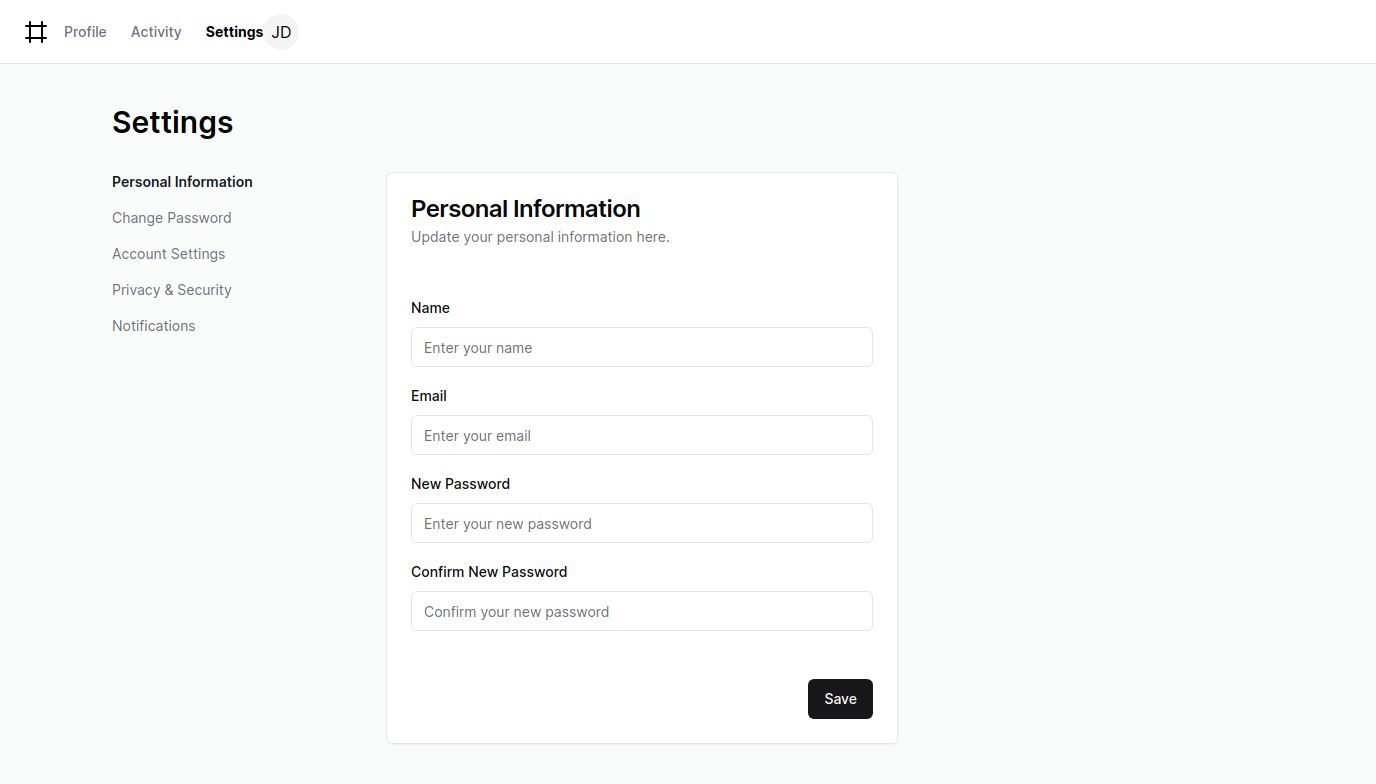 Profile Activity Settings JD
Settings
Personal Information
Change Password
Account Settings
Privacy & Security
Notifications
Personal Information
Update your personal information here.
Name
Enter your name
Email
Enter your email
New Password
Enter your new password
Confirm New Password
Confirm your new password
Save